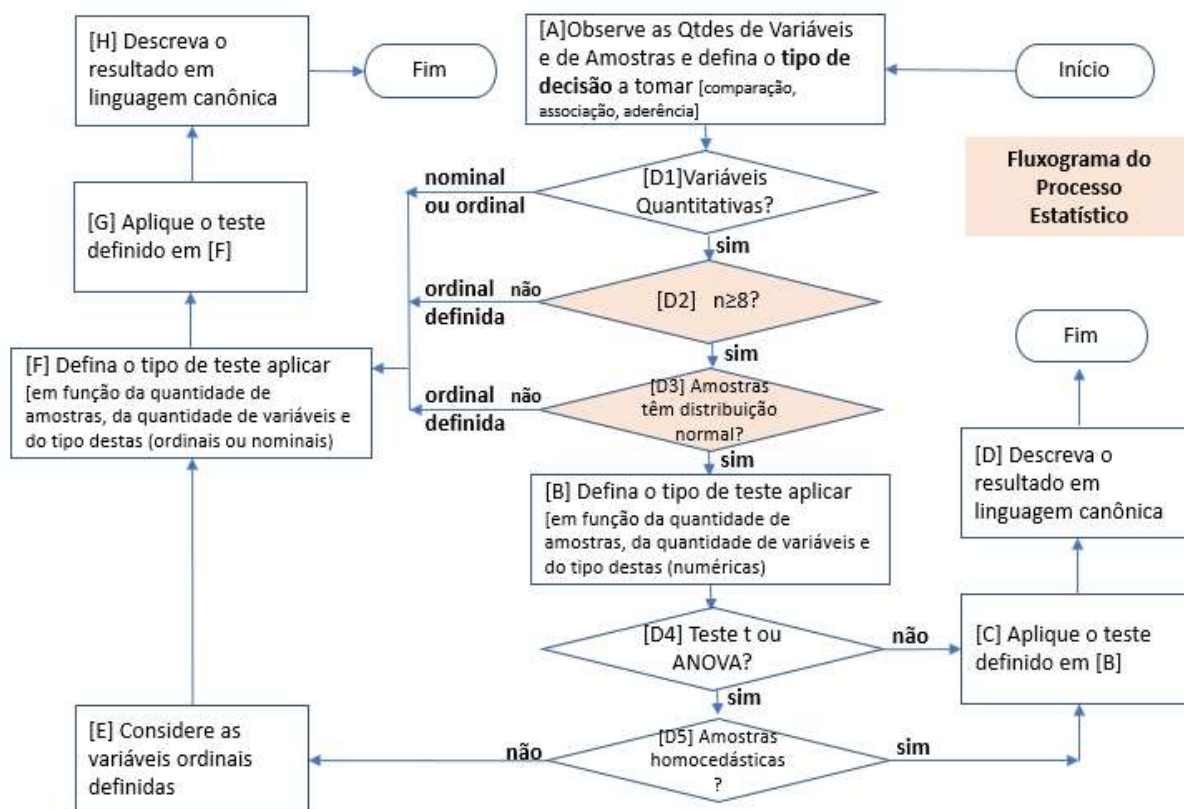 Início
[A]Observe as Qtdes de Variáveis
e de Amostras e defina o tipo de
decisão a tomar [comparação,
associação, aderência]
Fluxograma do
Processo
Estatístico
[D1]Variáveis
Quantitativas?
nominal
ou ordinal
sim
[D2] n≥8?
ordinal não
definida
sim
[D3] Amostras
têm distribuição
normal?
ordinal não
definida
sim
[B] Defina o tipo de teste aplicar
[em função da quantidade de
amostras, da quantidade de variáveis e
do tipo destas (numéricas)
[D4] Teste t ou
ANOVA?
não
sim
[D5] Amostras
homocedásticas
?
não
sim
[C] Aplique o teste
definido em [B]
[D] Descreva o
resultado em
linguagem canônica
Fim
[E] Considere as
variáveis ordinais
definidas
[F] Defina o tipo de teste aplicar
[em função da quantidade de
amostras, da quantidade de variáveis e
do tipo destas (ordinais ou nominais)
[G] Aplique o teste
definido em [F]
[H] Descreva o
resultado em
linguagem canônica
Fim